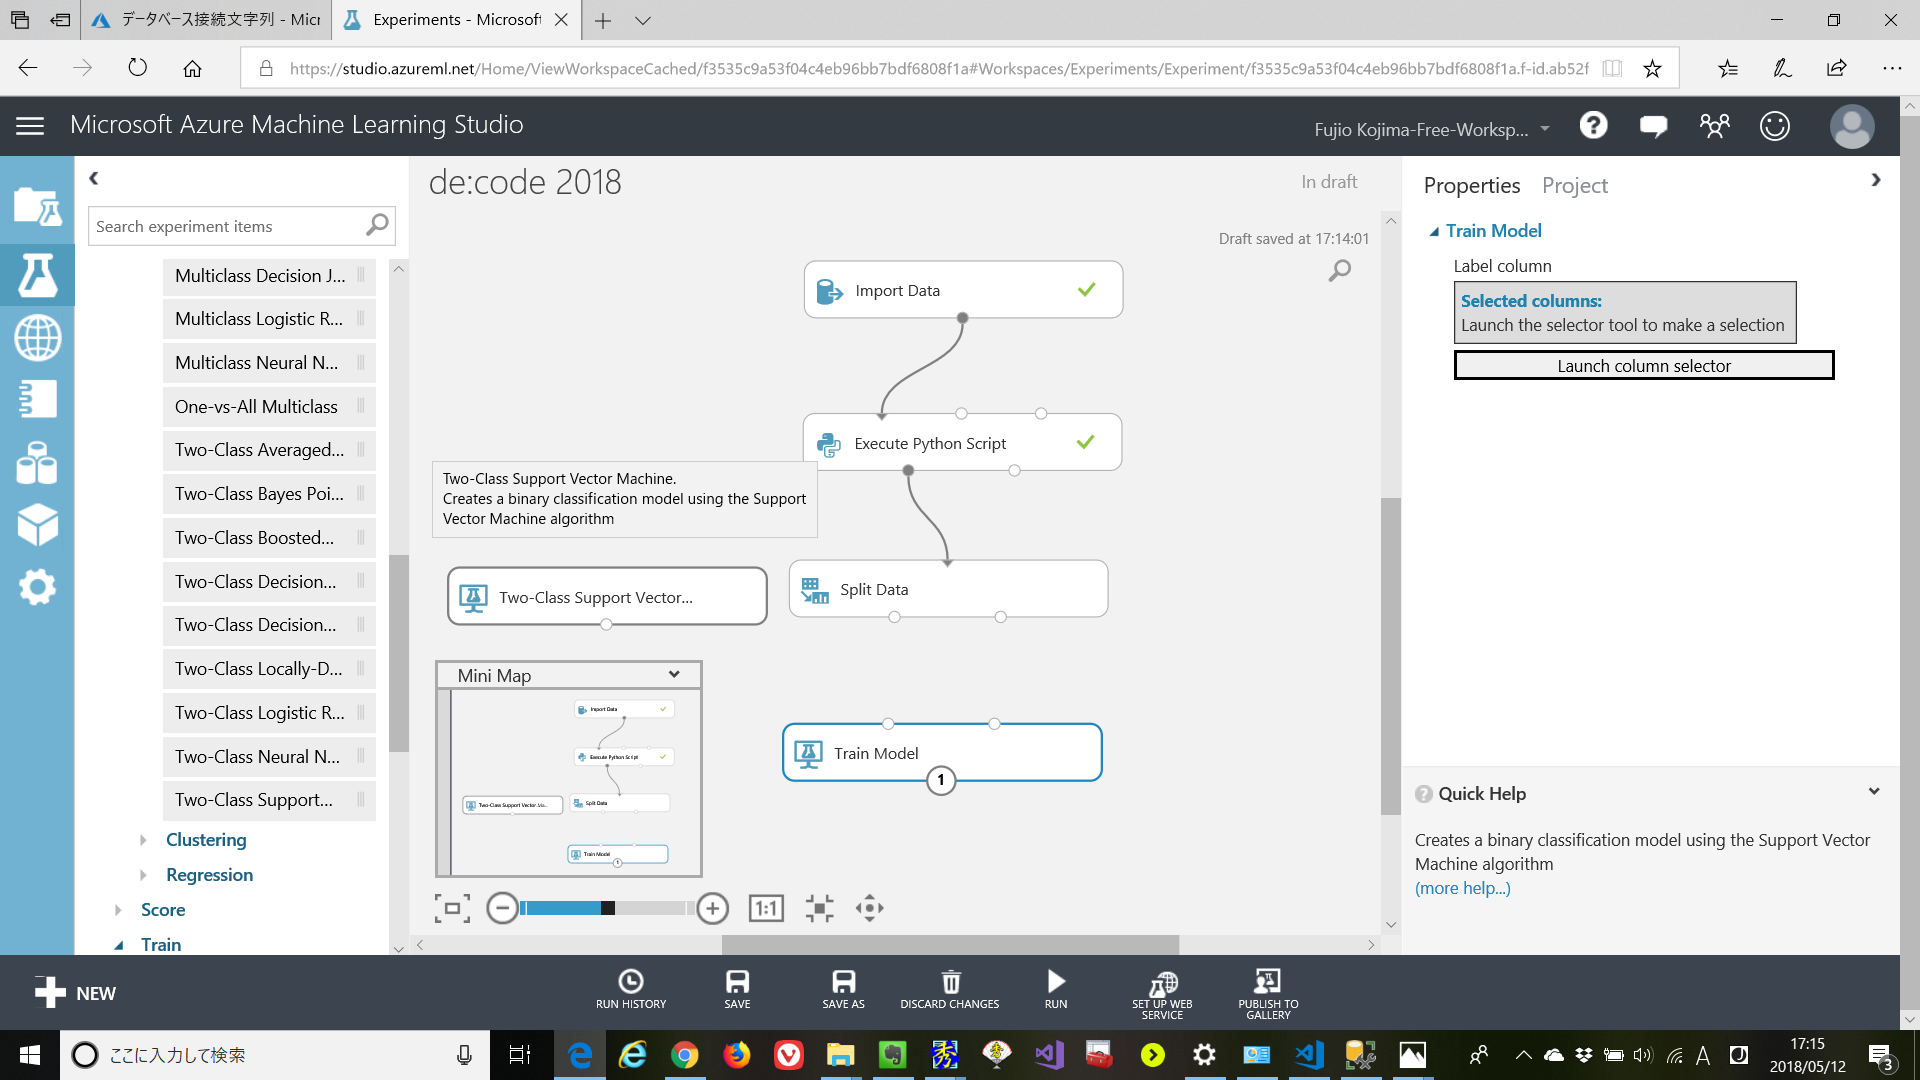 データベース接続文字列 - Micr
Experiments - Microsoft
https://studio.azureml.net/Home/ViewWorkspaceCached/f3535c9a53f04c4eb96bb7bdf6808f1a#Workspaces/Experiments/Experiment/f3535c9a53f04c4eb96bb7bdf6808f1a.f-id.ab52f
Microsoft Azure Machine Learning Studio
Fujio Kojima-Free-Worksp...
Search experiment items
Multiclass Decision J...
Multiclass Logistic R...
Multiclass Neural N...
One-vs-All Multiclass
Two-Class Averaged...
Two-Class Bayes Poi...
Two-Class Boosted...
Two-Class Decision...
Two-Class Decision...
Two-Class Locally-D...
Two-Class Logistic R...
Two-Class Neural N...
Two-Class Support...
Clustering
Regression
Score
Train
de:code 2018
In draft
Draft saved at 17:14:01
Import Data
Execute Python Script
Two-Class Support Vector Machine.
Creates a binary classification model using the Support
Vector Machine algorithm
Two-Class Support Vector...
Split Data
Train Model
1
Mini Map
Import Data
Execute Python Script
Two-Class Support Vector Ma...
Split Data
Train Model
1
1:1
Properties
Project
Train Model
Label column
Selected columns:
Launch the selector tool to make a selection
Launch column selector
Quick Help
Creates a binary classification model using the Support Vector
Machine algorithm
(more help...)
NEW
RUN HISTORY
SAVE
SAVE AS
DISCARD CHANGES
RUN
SET UP WEB
SERVICE
PUBLISH TO
GALLERY
ここに入力して検索
秀
A
17:15
2018/05/12
3